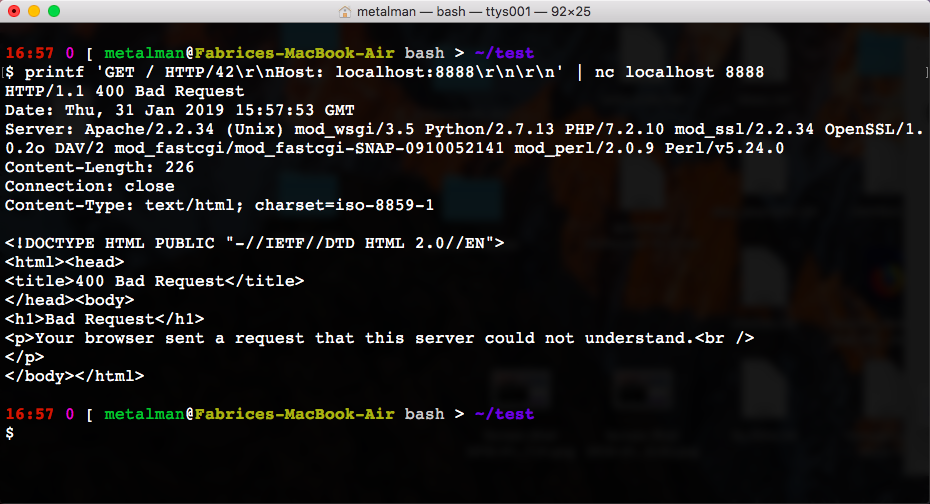 metalman — bash — ttys001 — 92×25
16:57 0 [ metalman@Fabrices-MacBook-Air bash > ~/test
$ printf 'GET / HTTP/42\r\nHost: localhost:8888\r\n\r\n' | nc localhost 8888
HTTP/1.1 400 Bad Request
Date: Thu, 31 Jan 2019 15:57:53 GMT
Server: Apache/2.2.34 (Unix) mod_wsgi/3.5 Python/2.7.13 PHP/7.2.10 mod_ssl/2.2.34 OpenSSL/1.
0.2o DAV/2 mod_fastcgi/mod_fastcgi-SNAP-0910052141 mod_perl/2.0.9 Perl/v5.24.0
Content-Length: 226
Connection: close
Content-Type: text/html; charset=iso-8859-1

<!DOCTYPE HTML PUBLIC "-//IETF//DTD HTML 2.0//EN">
<html><head>
<title>400 Bad Request</title>
</head><body>
<h1>Bad Request</h1>
<p>Your browser sent a request that this server could not understand.<br />
</p>
</body></html>

16:57 0 [ metalman@Fabrices-MacBook-Air bash > ~/test
$